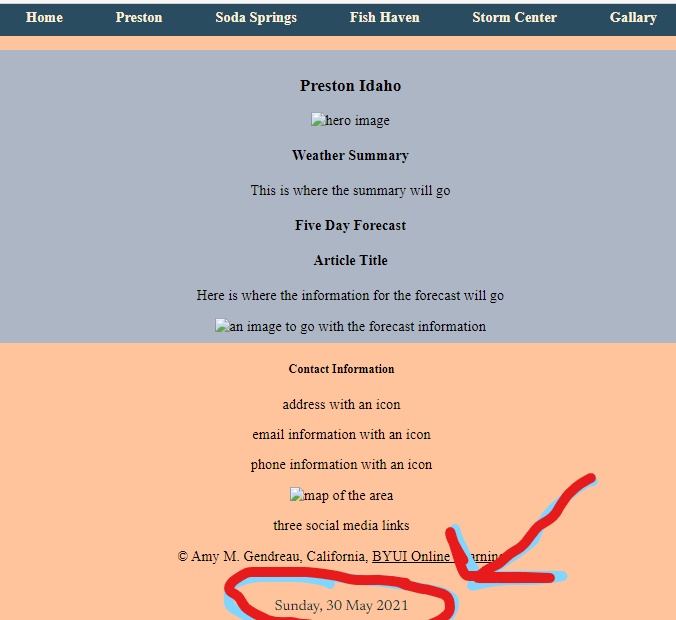 Home Preston Soda Springs Fish Haven Storm Center Gallary
Preston Idaho
hero image
Weather Summary
This is where the summary will go
Five Day Forecast
Article Title
Here is where the information for the forecast will go
an image to go with the forecast information
Contact Information
address with an icon
email information with an icon
phone information with an icon
map of the area
three social media links
© Amy M. Gendreau, California, BYUI Online
Sunday, 30 May 2021